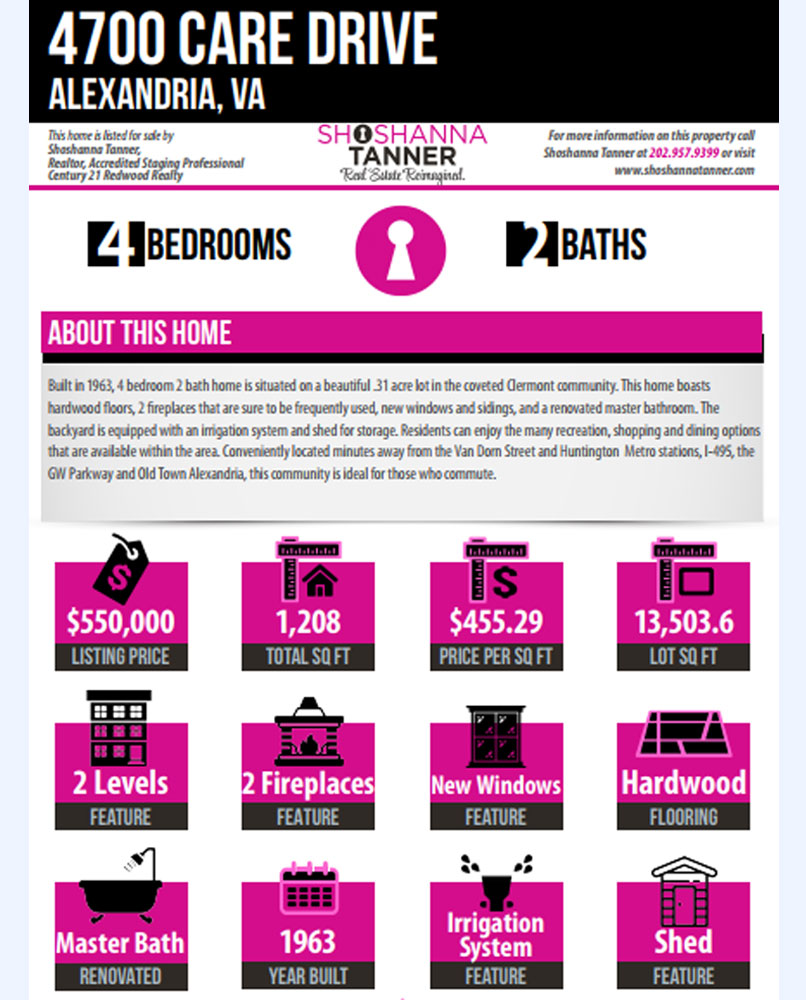 4700 CARE DRIVE
ALEXANDRIA, VA
This home is listed for sale by
Shoshanna Tanner,
Realtor, Accredited Staging Professional
Century 21 Redwood Realty
SHOSHANNA
TANNER
Real Estate Reimagined.
For more information on this property call
Shoshanna Tanner at 202.957.9399 or visit
www.shoshannatanner.com
4 BEDROOMS
2 BATHS
ABOUT THIS HOME
Built in 1963, 4 bedroom 2 bath home is situated on a beautiful .31 acre lot in the coveted Clermont community. This home boasts
hardwood floors, 2 fireplaces that are sure to be frequently used, new windows and sidings, and a renovated master bathroom. The
backyard is equipped with an irrigation system and shed for storage. Residents can enjoy the many recreation, shopping and dining options
that are available within the area. Conveniently located minutes away from the Van Dorn Street and Huntington Metro stations, I-495, the
GW Parkway and Old Town Alexandria, this community is ideal for those who commute.
$
$
$550,000
1,208
$455.29
13,503.6
LISTING PRICE
TOTAL SQ FT
PRICE PER SQ FT
LOT SQ FT
2 Levels
2 Fireplaces
New Windows
Hardwood
FEATURE
FEATURE
FEATURE
FLOORING
Master Bath
1963
Irrigation
System
Shed
RENOVATED
YEAR BUILT
FEATURE
FEATURE